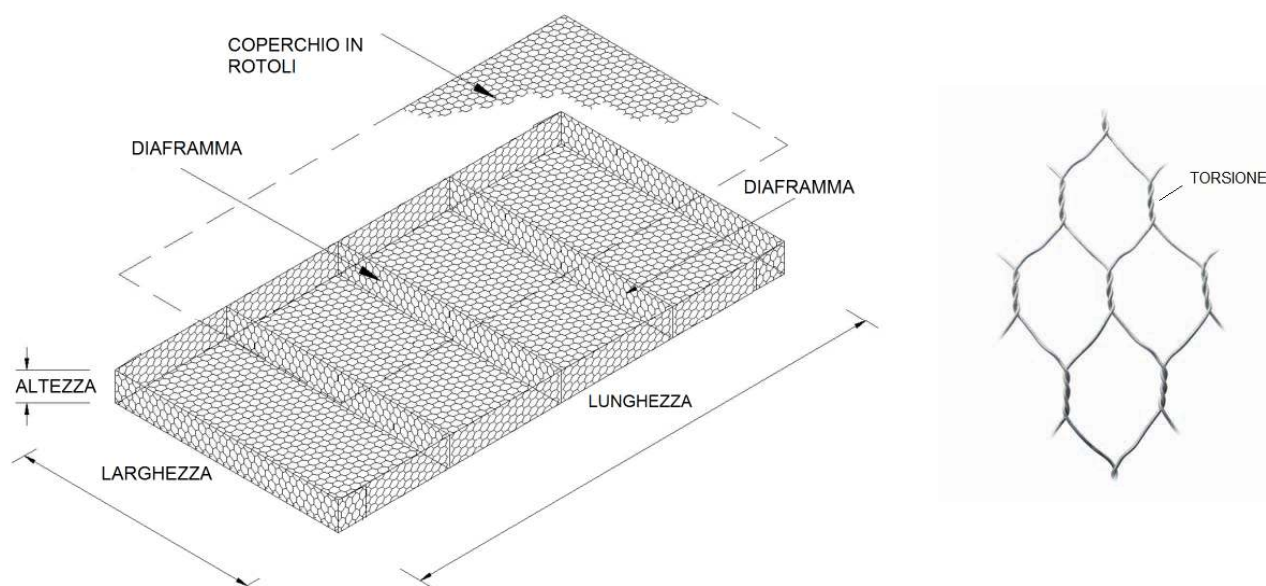 COPERCHIO IN
ROTOLI
DIAFRAMMA
DIAFRAMMA
TORSIONE
ALTEZZA
LUNGHEZZA
LARGHEZZA